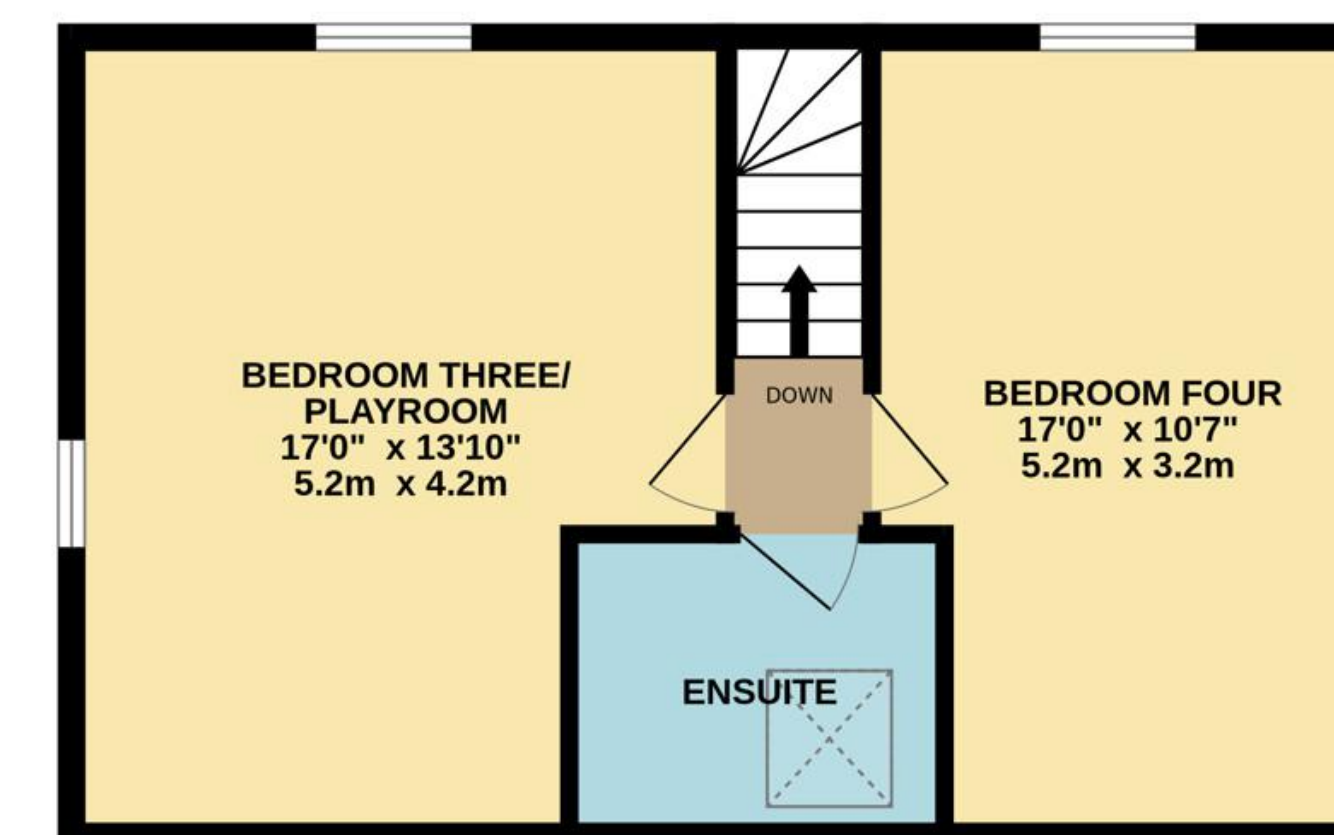 BEDROOM THREE/
PLAYROOM
17'0" x 13'10"
5.2m x 4.2m
DOWN
BEDROOM FOUR
17'0" x 10'7"
5.2m x 3.2m
ENSUITE